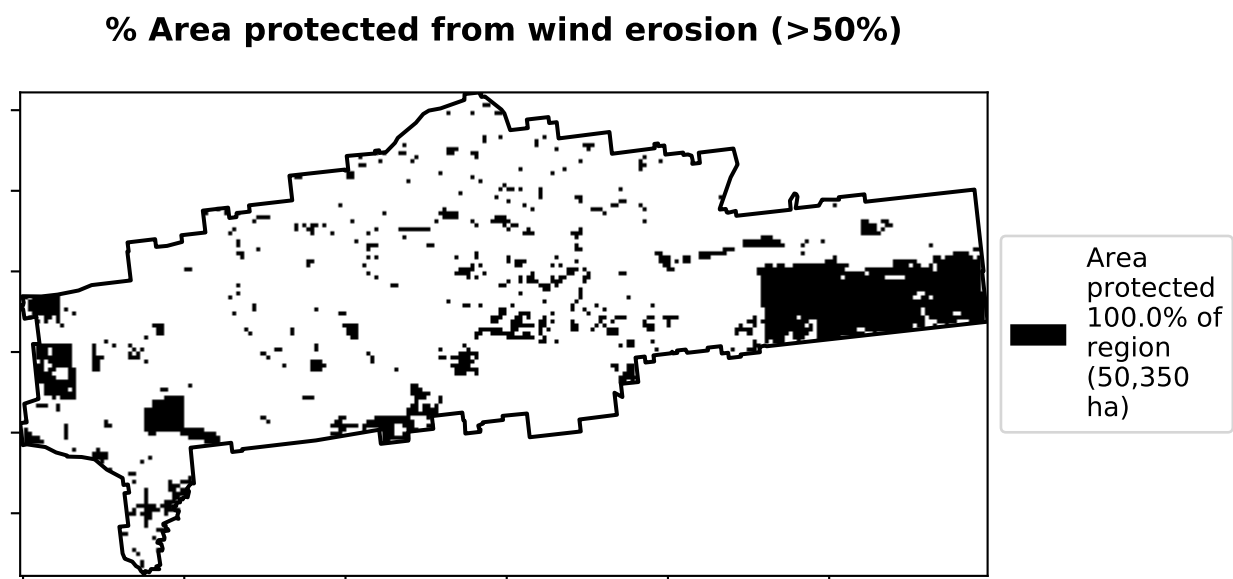 % Area protected from wind erosion (>50%)
Area
protected
100.0% of
region
(50,350
ha)